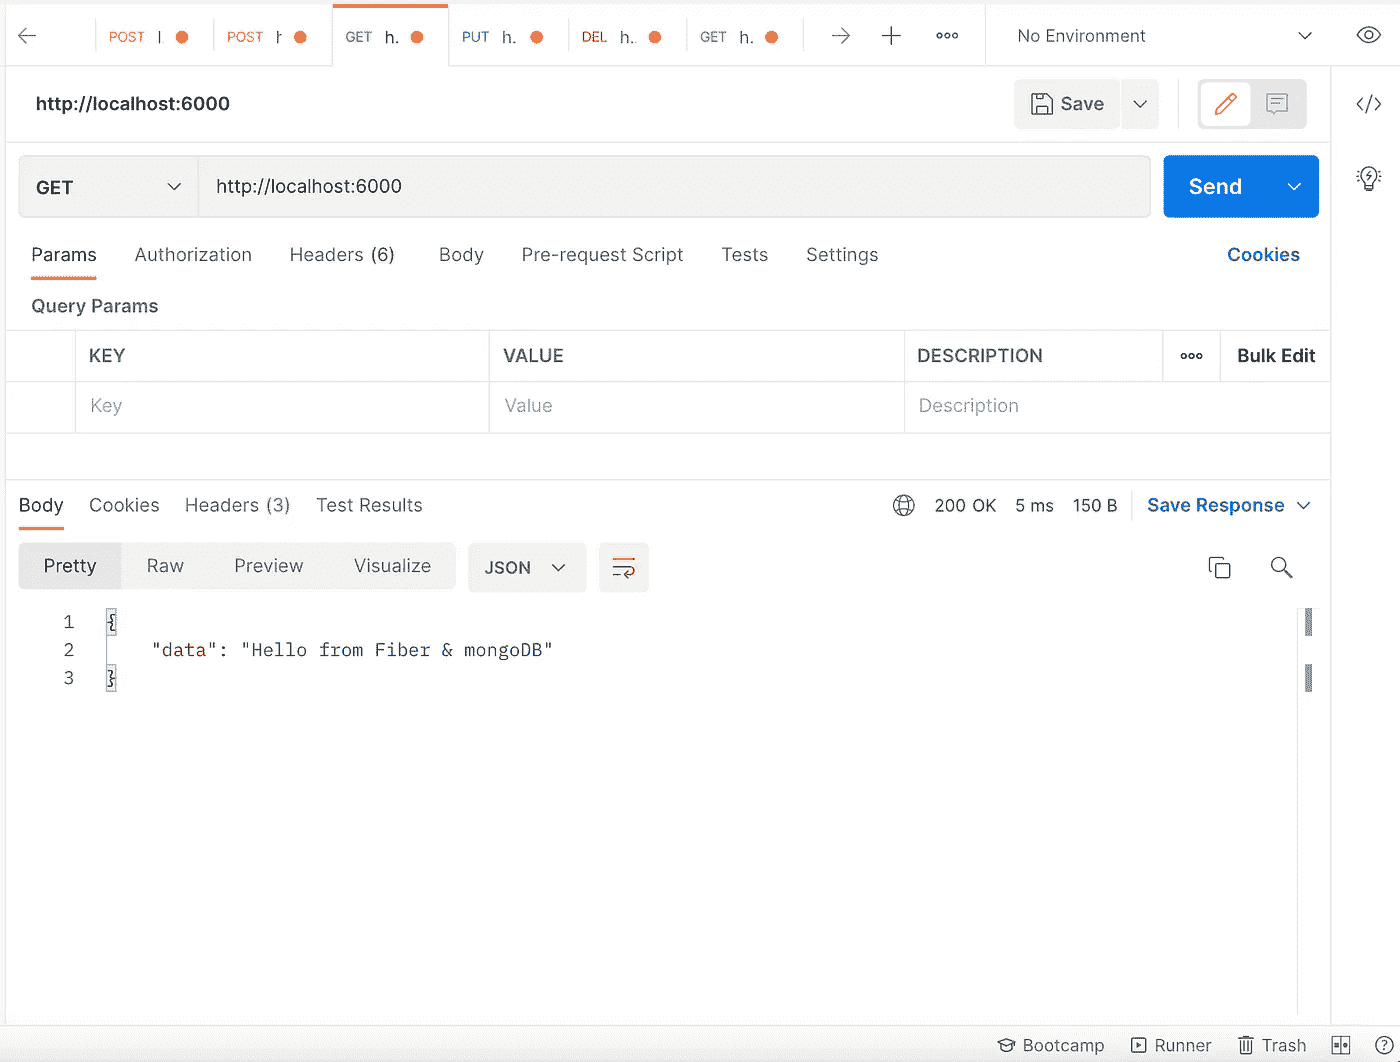 POST l. POST h GET h. PUT h. DEL h.. GET h. No Environment
http://localhost:6000 Save
GET http://localhost:6000 Send
Params Authorization Headers (6) Body Pre-request Script Tests Settings Cookies
Query Params
KEY VALUE DESCRIPTION Bulk Edit
Key Value Description
Body Cookies Headers (3) Test Results 200 OK 5 ms 150 B Save Response
Pretty Raw Preview Visualize JSON
1 {
2 "data": "Hello from Fiber & mongoDB"
3 }
Bootcamp Runner Trash